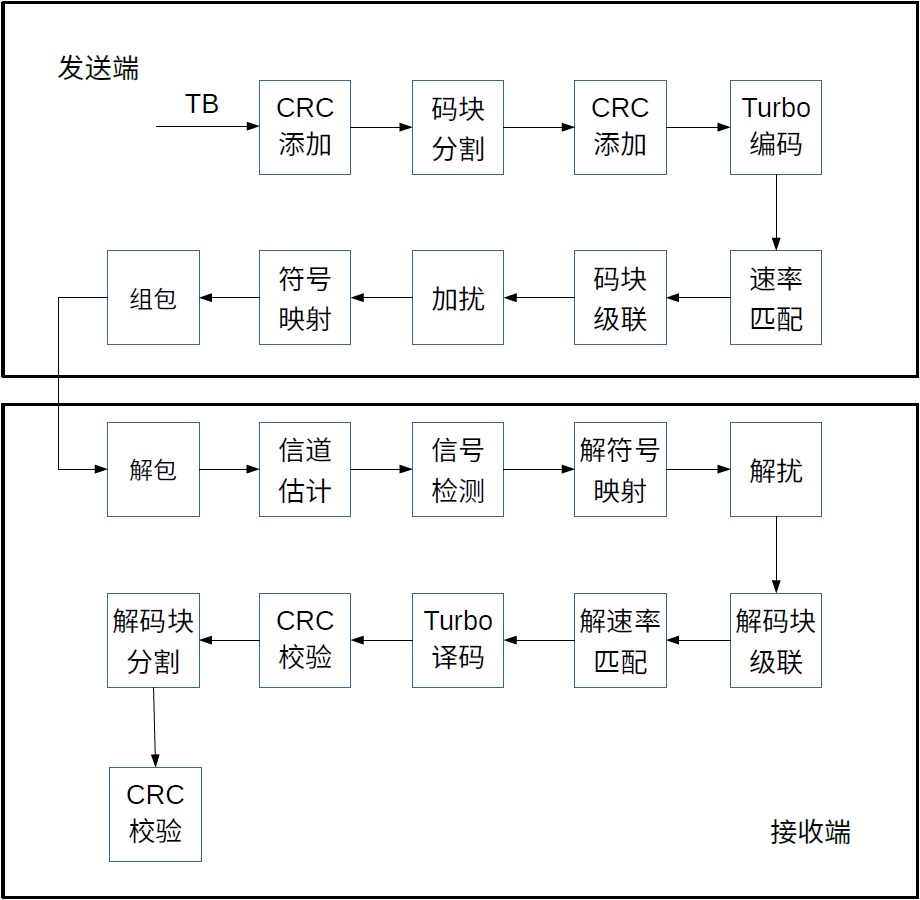 发送端
TB
CRC
添加
码块
分割
CRC
添加
Turbo
编码
速率
匹配
码块
级联
加扰
符号
映射
组包
解包
信道
估计
信号
检测
解符号
映射
解扰
解码块
级联
解速率
匹配
Turbo
译码
CRC
校验
解码块
分割
CRC
校验
接收端